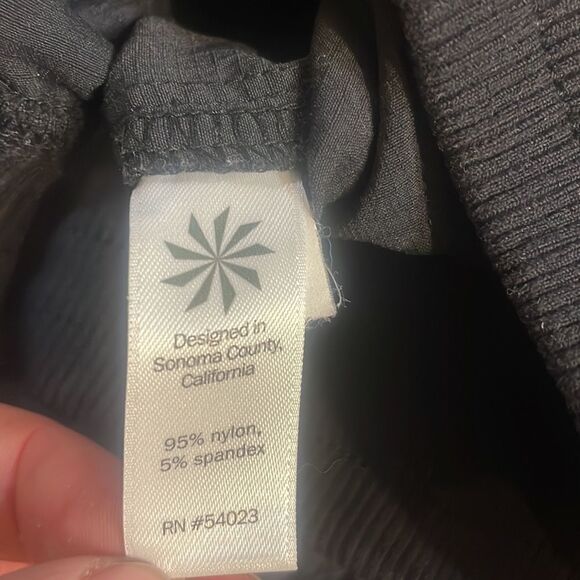 Designed in
Sonoma County,
California
95% nylon,
5% spandex
RN #54023